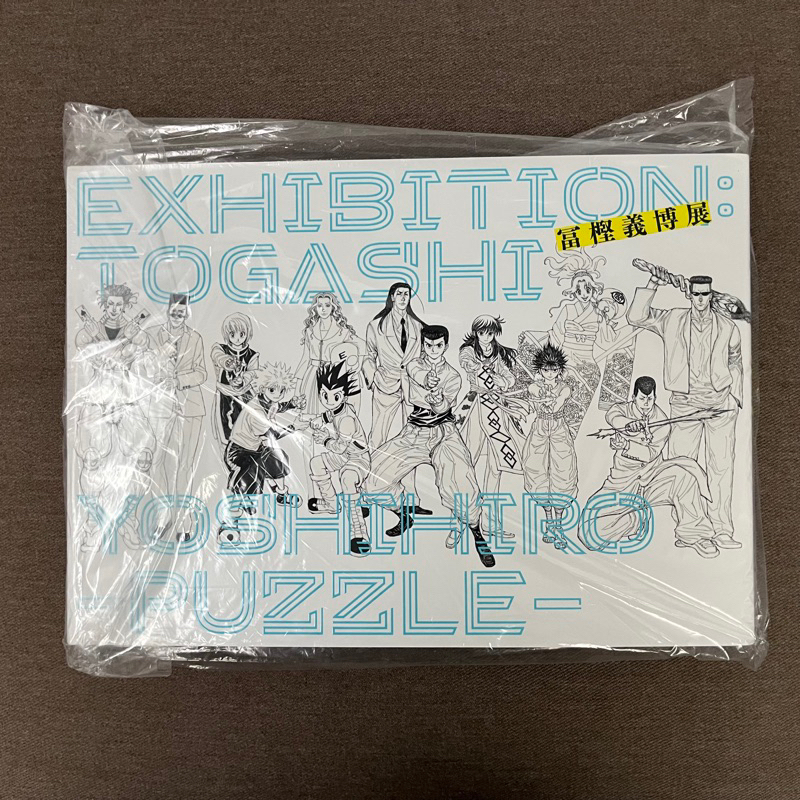 EXHIBITION:
冨樫義博展
TOGASHI
YOSHIHIRO
-PUZZLE-